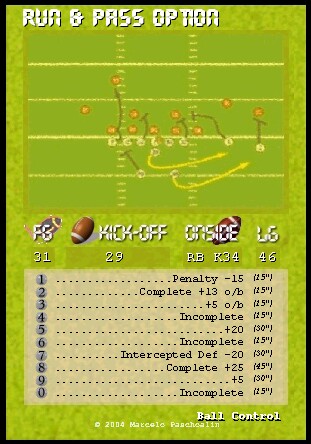 RUN & PASS OPTION
FG KICK-OFF ONSIDE LG
31 29 RB K34 46
1 ....................Penalty -15 (15")
2 ..............Complete +13 o/b (15")
3 .........................+5 o/b (15")
4 .....................Incomplete (15")
5 ............................+20 (30")
6 .....................Incomplete (15")
7 ...........Intercepted Def -20 (30")
8 ...................Complete +25 (45")
9 .............................+5 (30")
0 .....................Incomplete (15")
Ball Control
© 2004 Marcelo Paschoalin